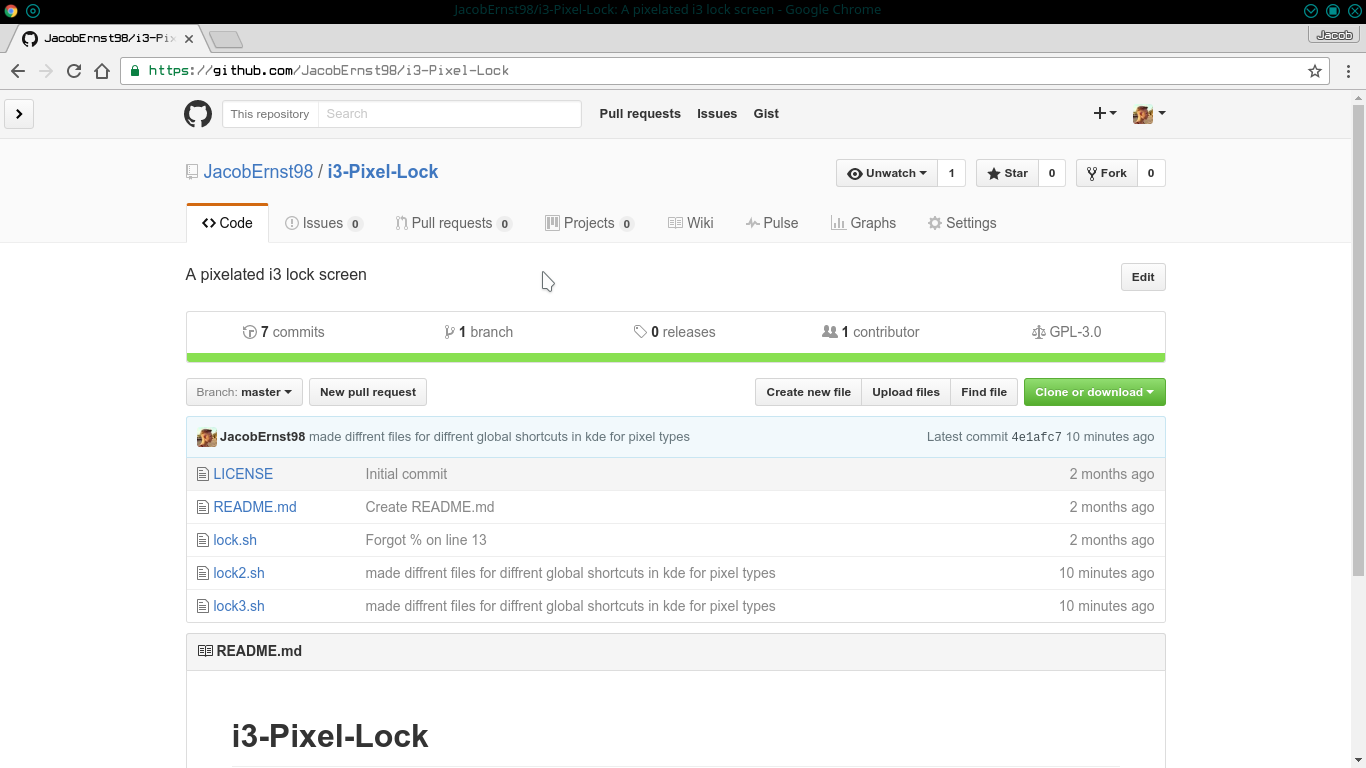 JacobErnst98/i3-Pixel-Lock: A pixelated i3 lock screen - Google Chrome
JacobErnst98/i3-Pix
Jacob
https://github.com/JacobErnst98/i3-Pixel-Lock
This repository Search Pull requests Issues Gist
JacobErnst98 / i3-Pixel-Lock
Unwatch 1 Star 0 Fork 0
Code Issues 0 Pull requests 0 Projects 0 Wiki Pulse Graphs Settings
A pixelated i3 lock screen Edit
7 commits 1 branch 0 releases 1 contributor GPL-3.0
Branch: master New pull request Create new file Upload files Find file Clone or download
JacobErnst98 made diffrent files for diffrent global shortcuts in kde for pixel types Latest commit 4e1afc7 10 minutes ago
LICENSE Initial commit 2 months ago
README.md Create README.md 2 months ago
lock.sh Forgot % on line 13 2 months ago
lock2.sh made diffrent files for diffrent global shortcuts in kde for pixel types 10 minutes ago
lock3.sh made diffrent files for diffrent global shortcuts in kde for pixel types 10 minutes ago
README.md
i3-Pixel-Lock